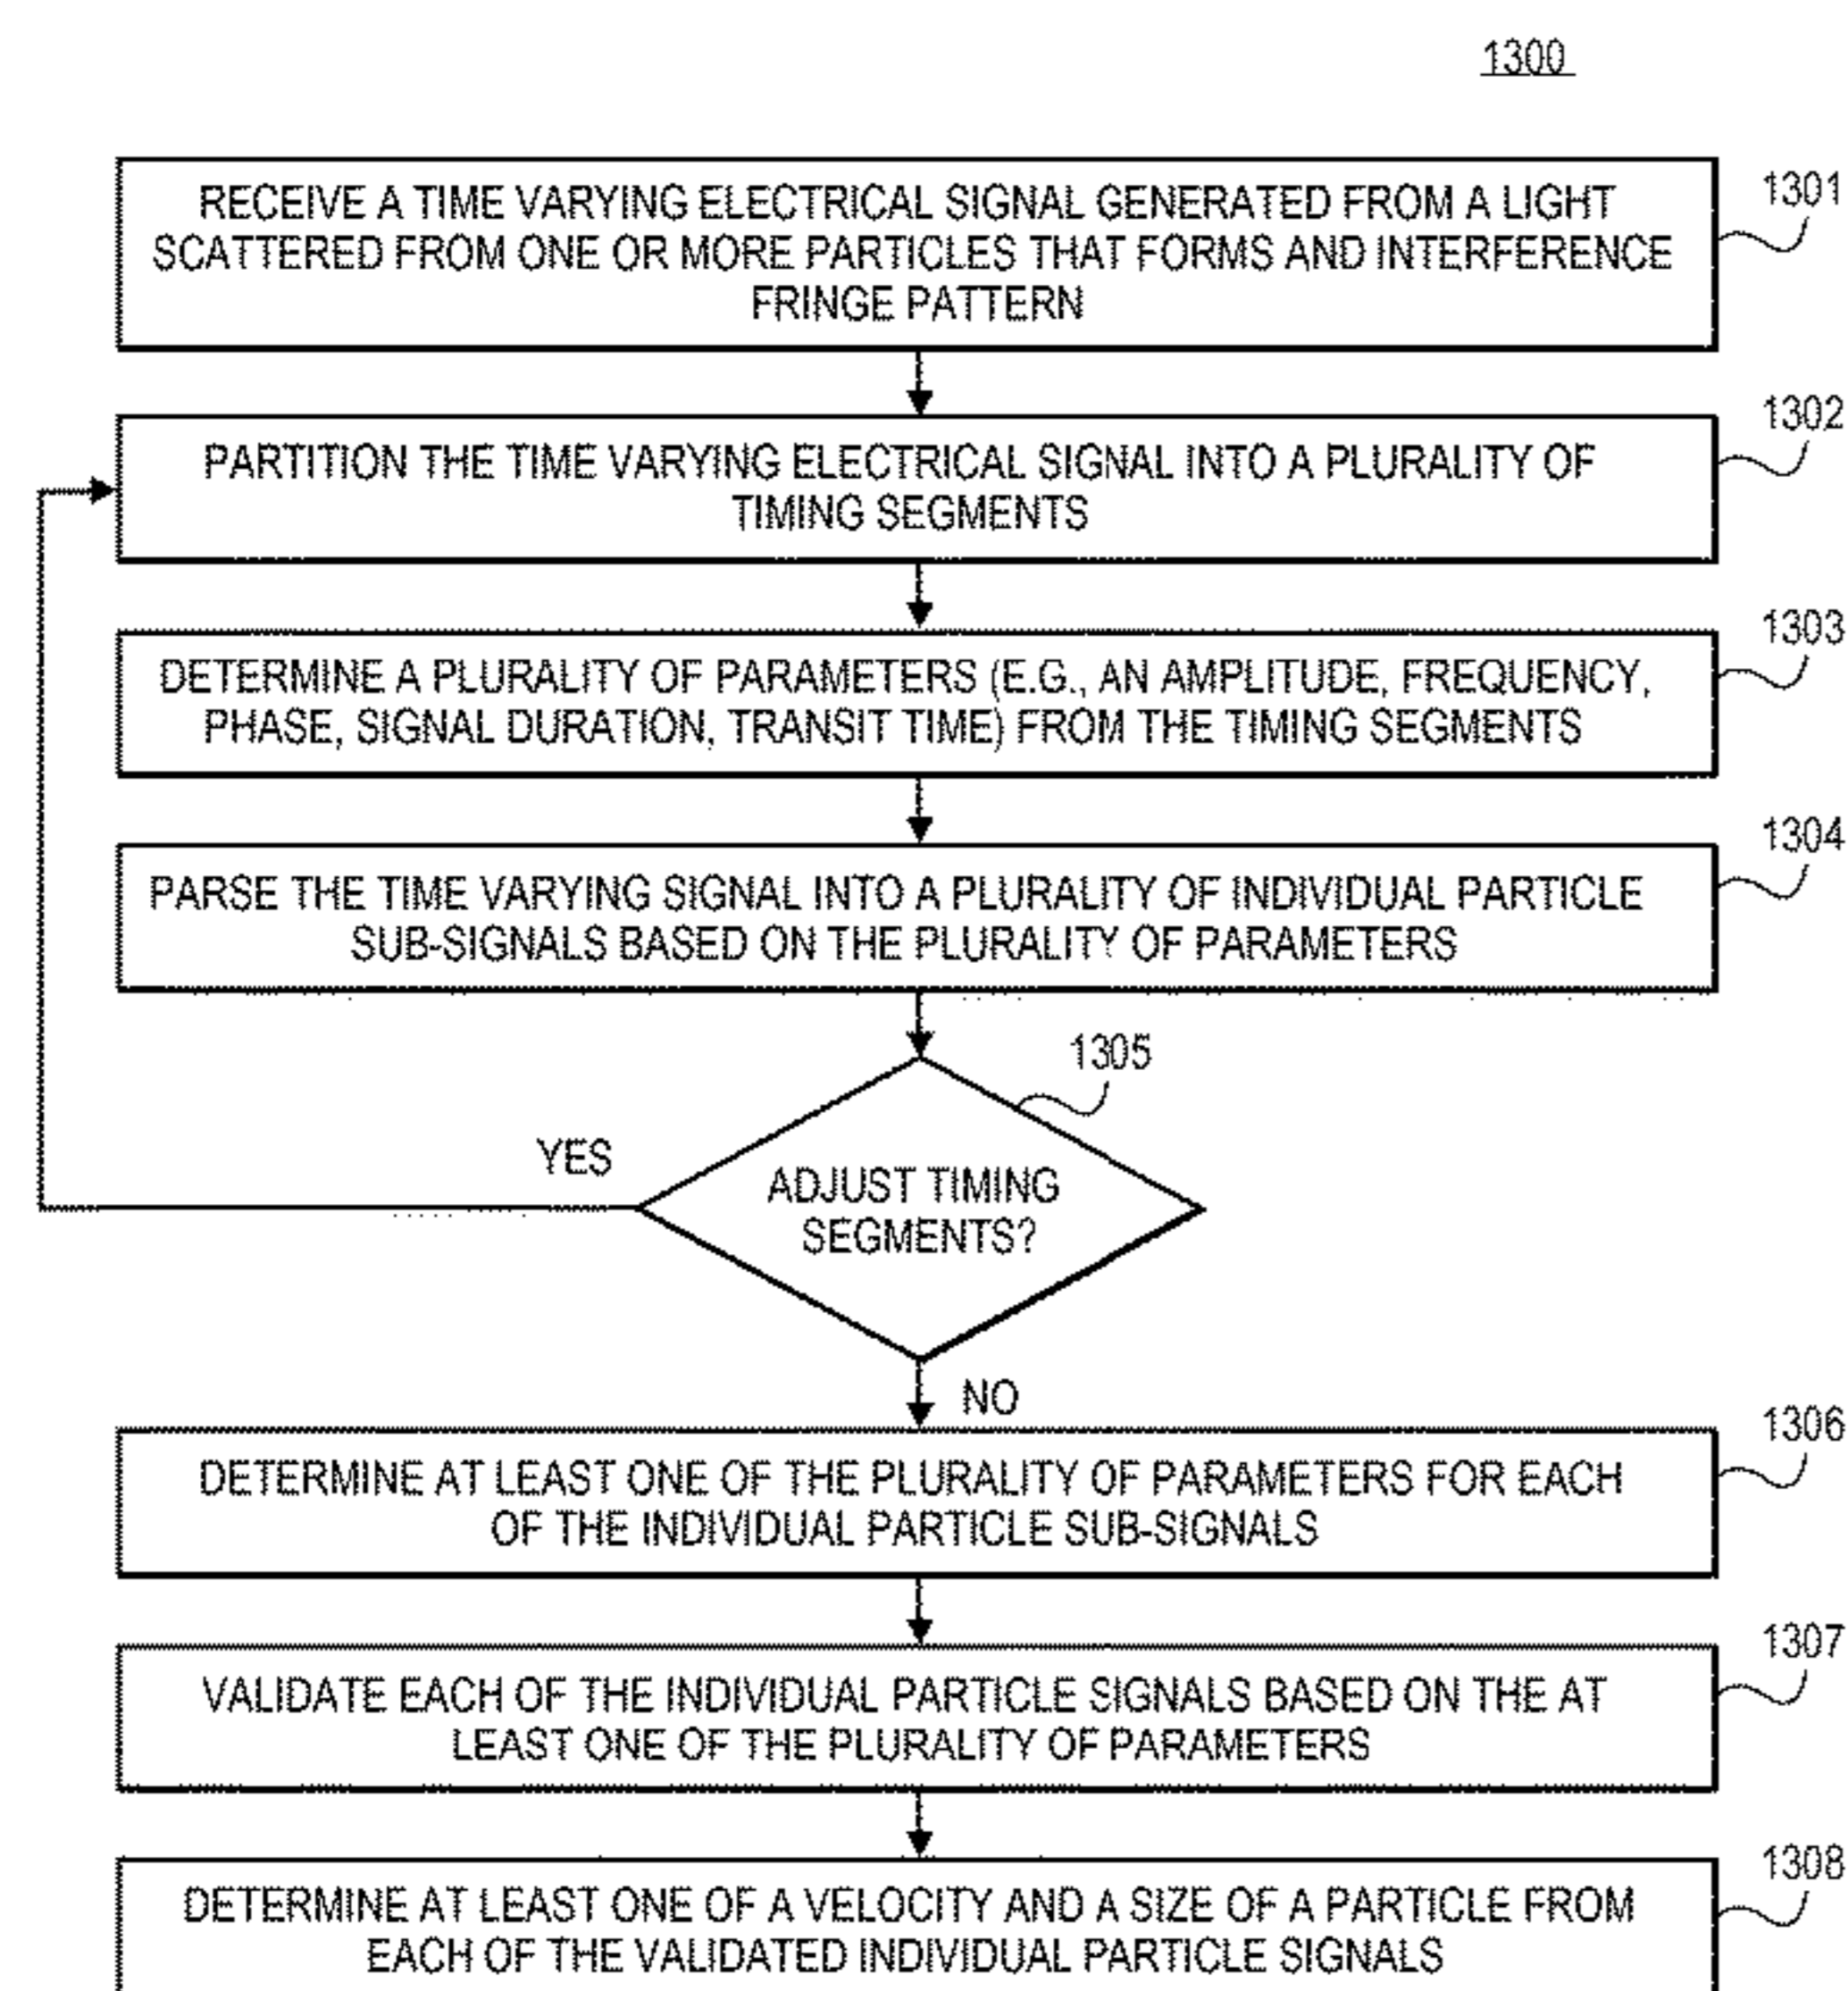 1300
RECEIVE A TIME VARYING ELECTRICAL SIGNAL GENERATED FROM A LIGHT
SCATTERED FROM ONE OR MORE PARTICLES THAT FORMS AND INTERFERENCE
FRINGE PATTERN
1301
PARTITION THE TIME VARYING ELECTRICAL SIGNAL INTO A PLURALITY OF
TIMING SEGMENTS
1302
DETERMINE A PLURALITY OF PARAMETERS (E.G., AN AMPLITUDE, FREQUENCY,
PHASE, SIGNAL DURATION, TRANSIT TIME) FROM THE TIMING SEGMENTS
1303
PARSE THE TIME VARYING SIGNAL INTO A PLURALITY OF INDIVIDUAL PARTICLE
SUB-SIGNALS BASED ON THE PLURALITY OF PARAMETERS
1304
1305
YES
ADJUST TIMING
SEGMENTS?
NO
DETERMINE AT LEAST ONE OF THE PLURALITY OF PARAMETERS FOR EACH
OF THE INDIVIDUAL PARTICLE SUB-SIGNALS
1306
VALIDATE EACH OF THE INDIVIDUAL PARTICLE SIGNALS BASED ON THE AT
LEAST ONE OF THE PLURALITY OF PARAMETERS
1307
DETERMINE AT LEAST ONE OF A VELOCITY AND A SIZE OF A PARTICLE FROM
EACH OF THE VALIDATED INDIVIDUAL PARTICLE SIGNALS
1308